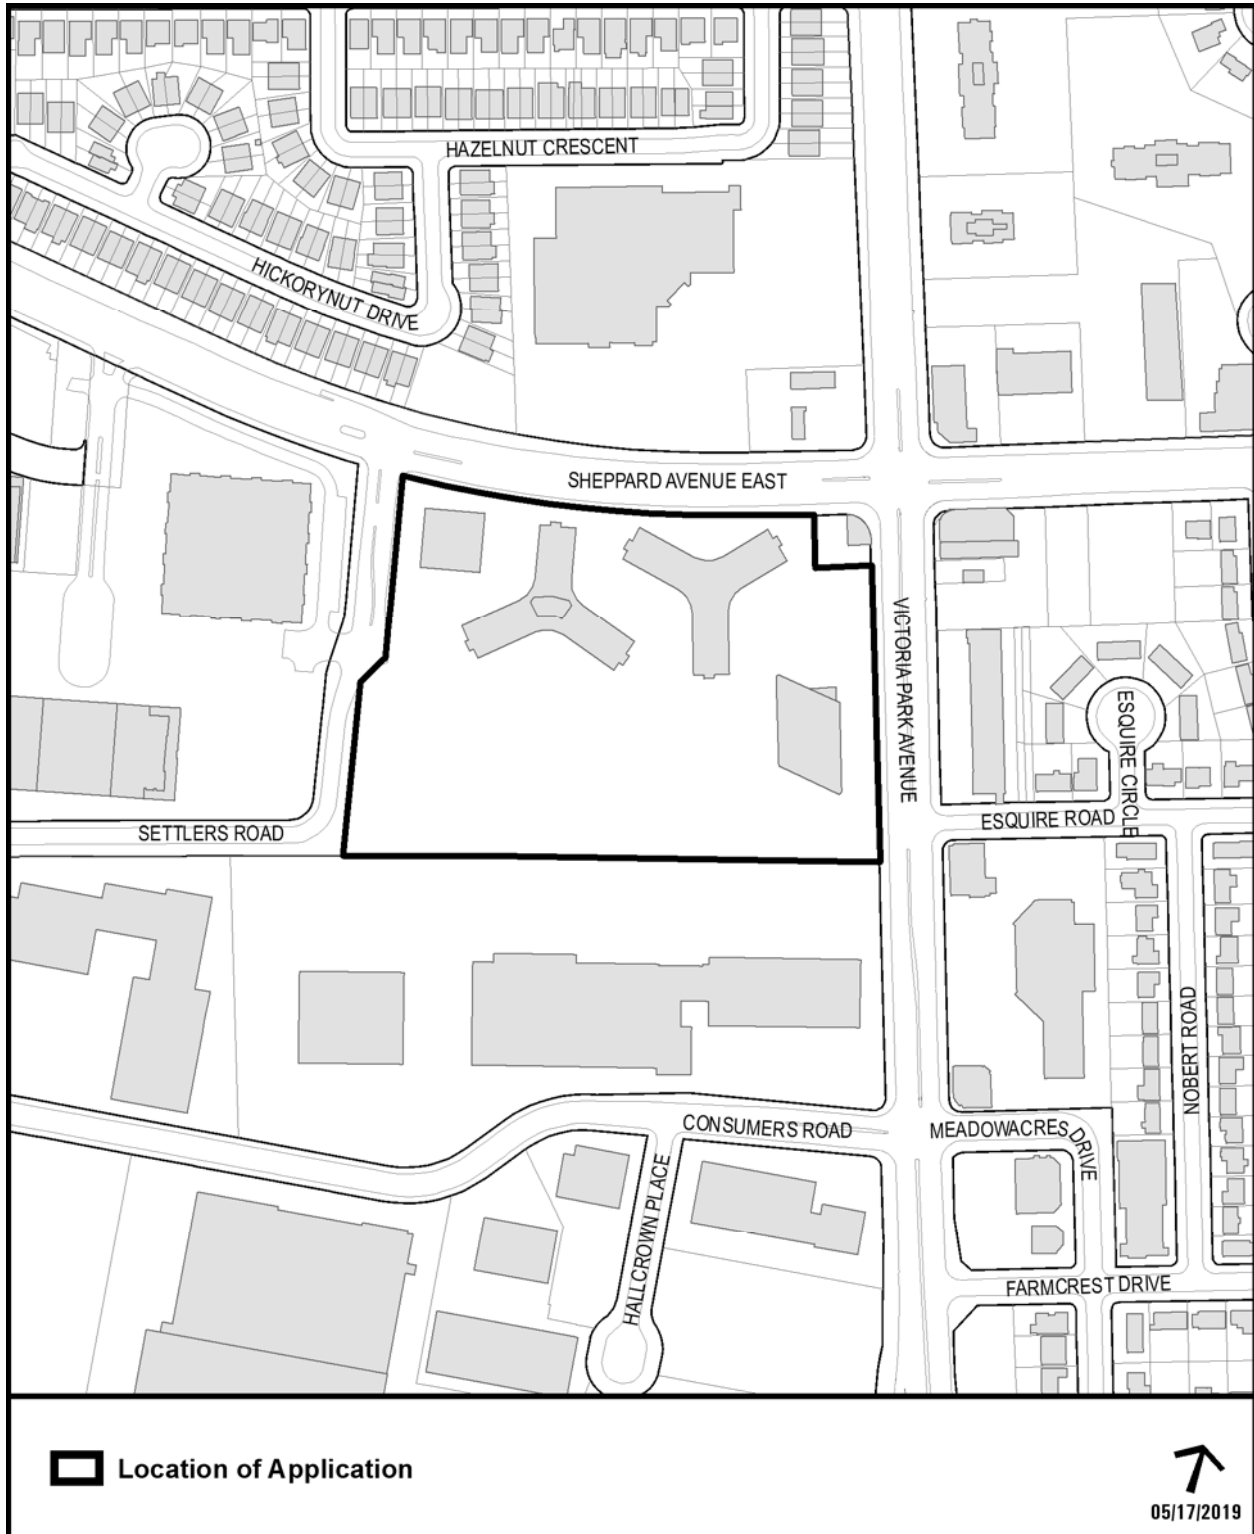 HAZELNUT CRESCENT
HICKORYNUT DRIVE
SHEPPARD AVENUE EAST
VICTORIA PARK AVENUE
ESQUIRE CIRCLE
ESQUIRE ROAD
SETTLERS ROAD
NOBERT ROAD
CONSUMERS ROAD
MEADOWACRES DRIVE
HALLCROWN PLACE
FARMCREST DRIVE
Location of Application
05/17/2019